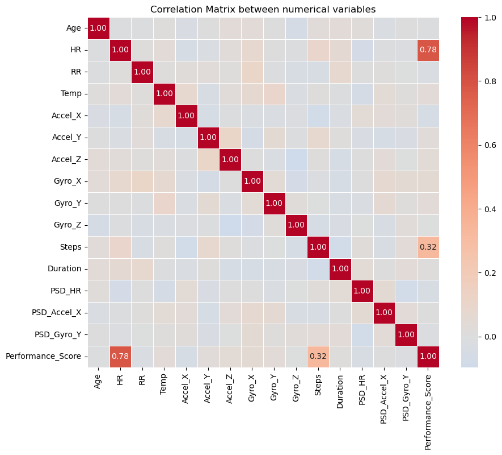 Correlation Matrix between numerical variables
Age 1.00
HR 1.00 0.78
RR 1.00
Temp 1.00
Accel_X 1.00
Accel_Y 1.00
Accel_Z 1.00
Gyro_X 1.00
Gyro_Y 1.00
Gyro_Z 1.00
Steps 1.00 0.32
Duration 1.00
PSD_HR 1.00
PSD_Accel_X 1.00
PSD_Gyro_Y 1.00
Performance_Score 0.78 0.32 1.00
Age
HR
RR
Temp
Accel_X
Accel_Y
Accel_Z
Gyro_X
Gyro_Y
Gyro_Z
Steps
Duration
PSD_HR
PSD_Accel_X
PSD_Gyro_Y
Performance_Score
1.0
0.8
0.6
0.4
0.2
0.0